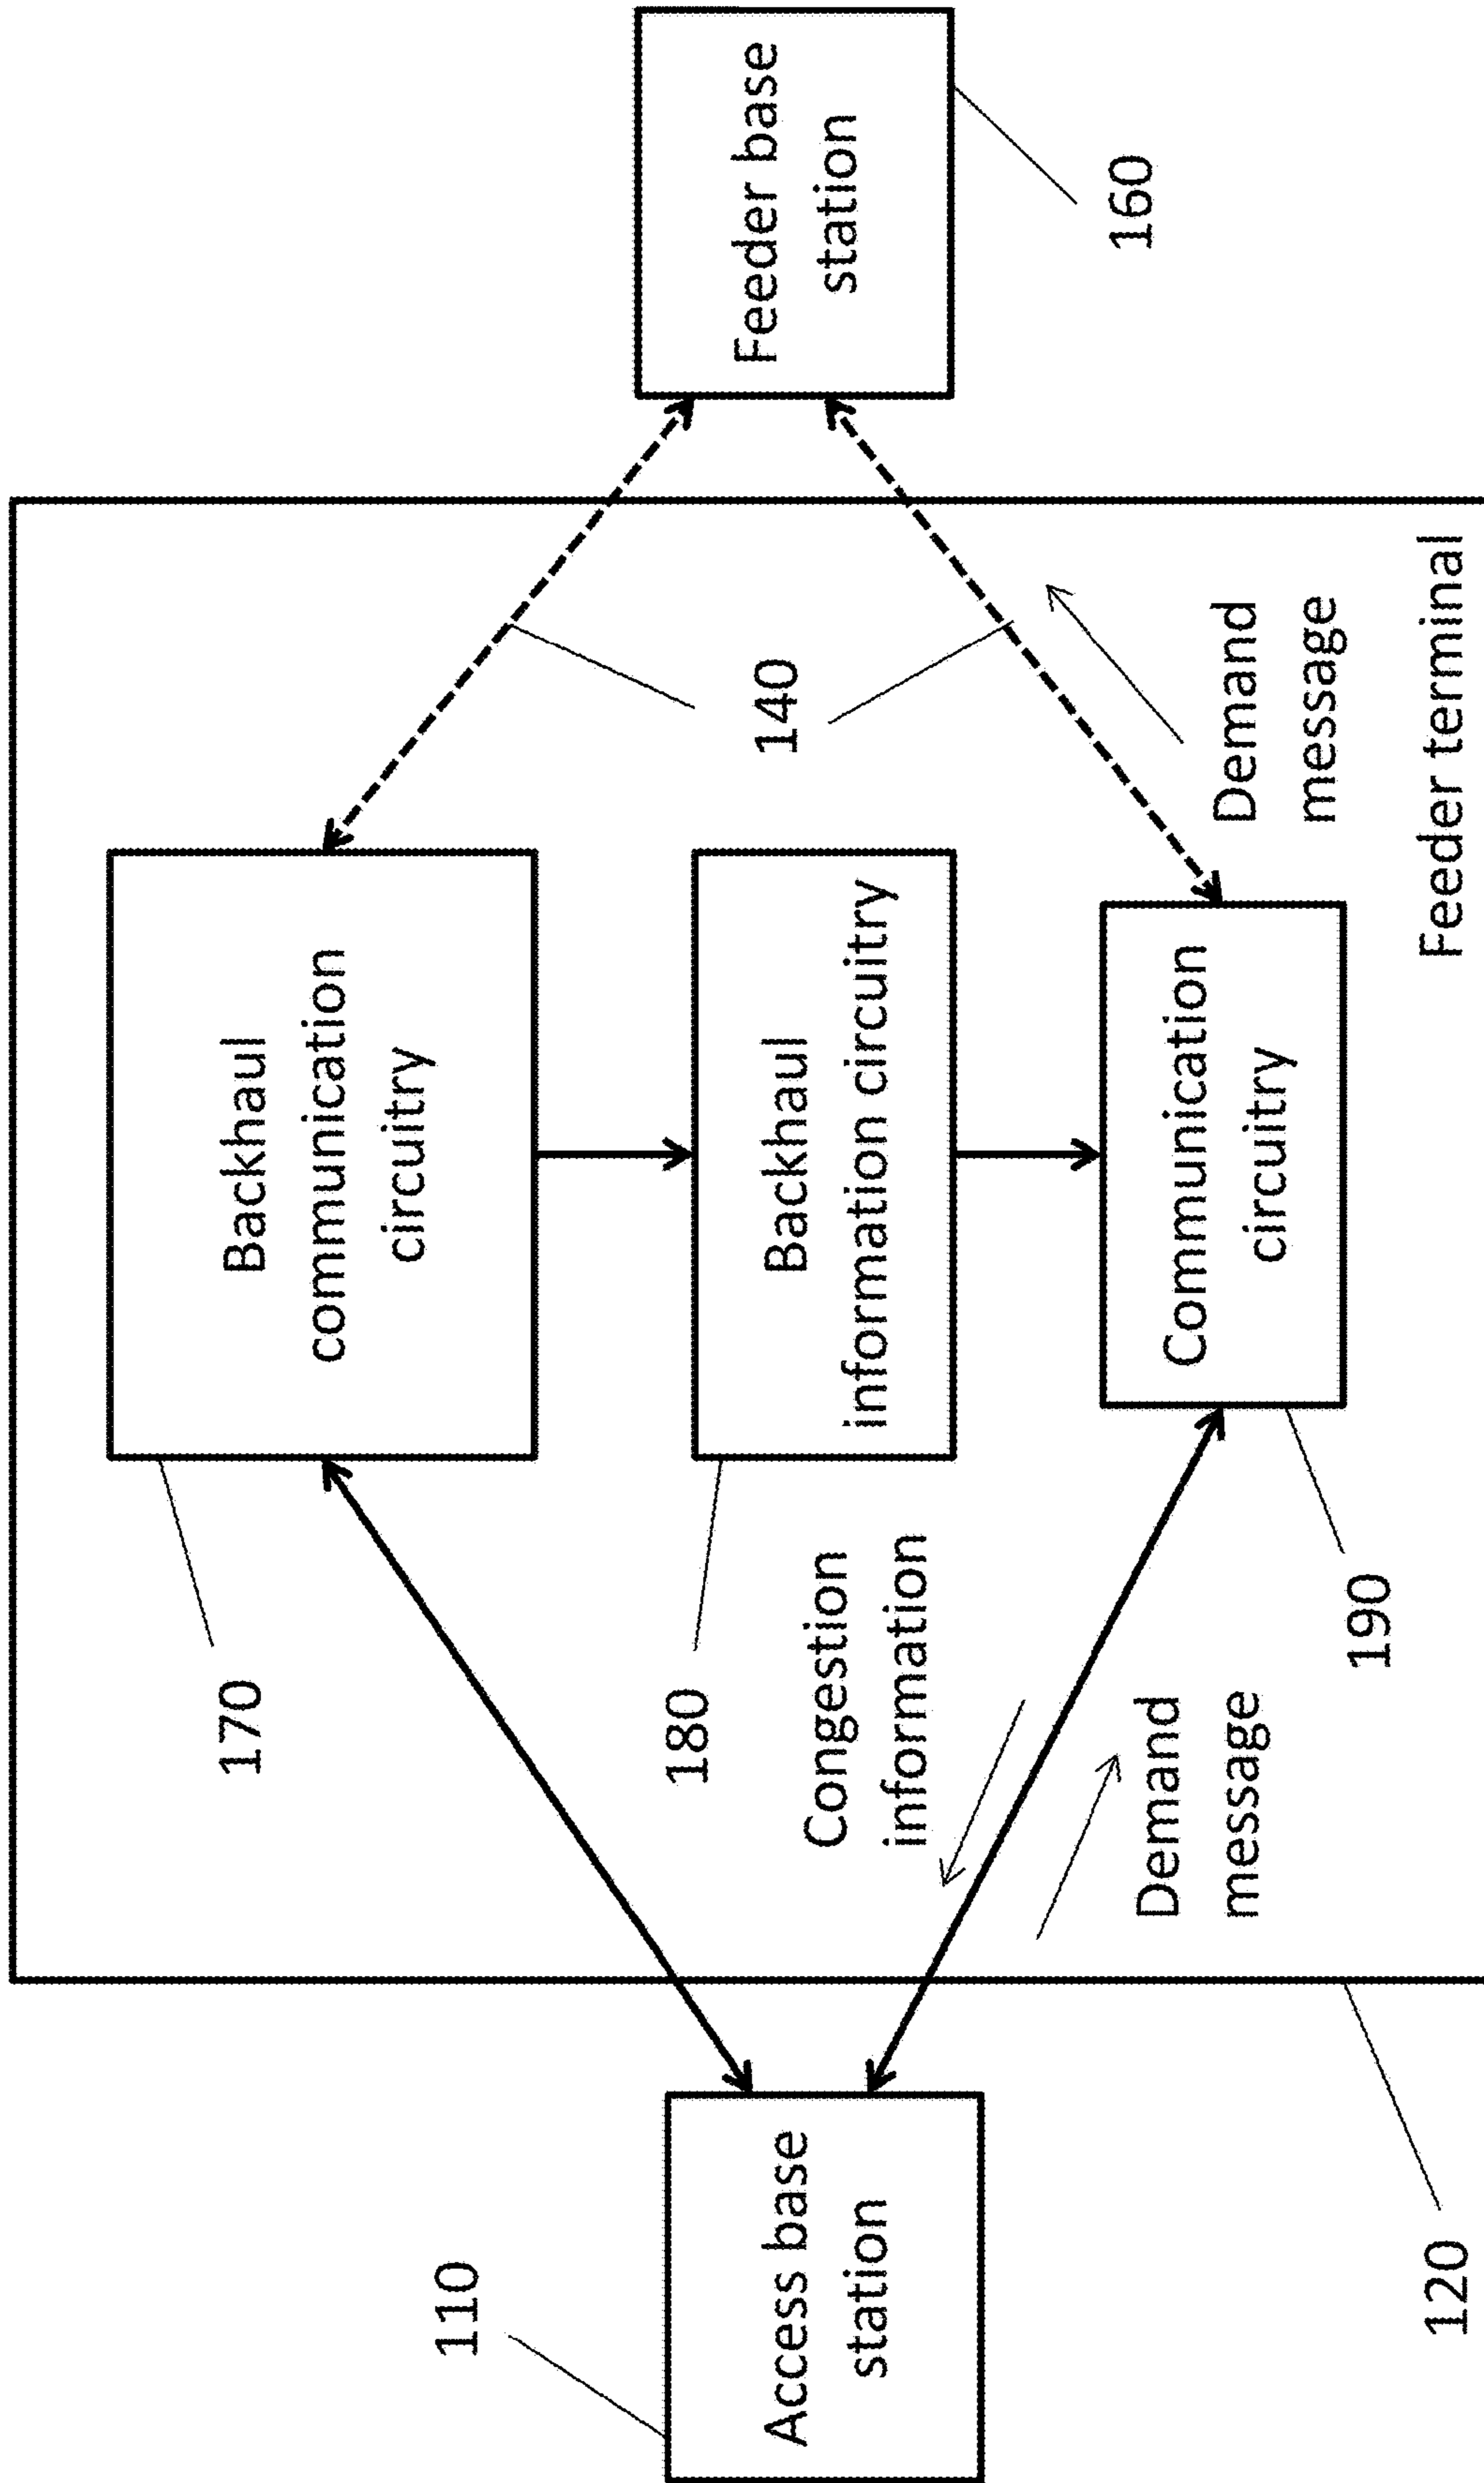 110
Access base
station
120
170
Backhaul
communication
circuitry
180
Backhaul
information circuitry
Congestion
information
Demand
message
190
Communication
circuitry
140
Demand
message
Feeder terminal
Feeder base
station
160